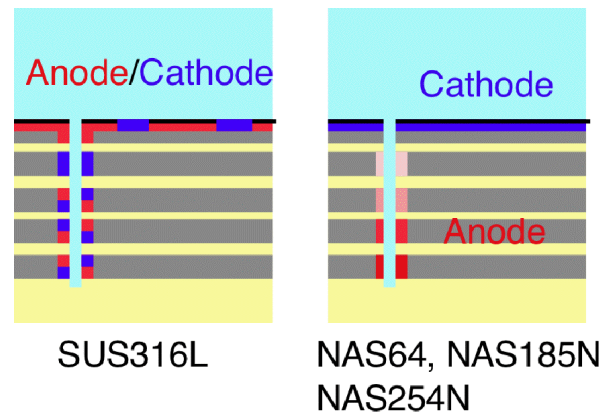 Anode/Cathode
Cathode
Anode
SUS316L
NAS64, NAS185N
NAS254N